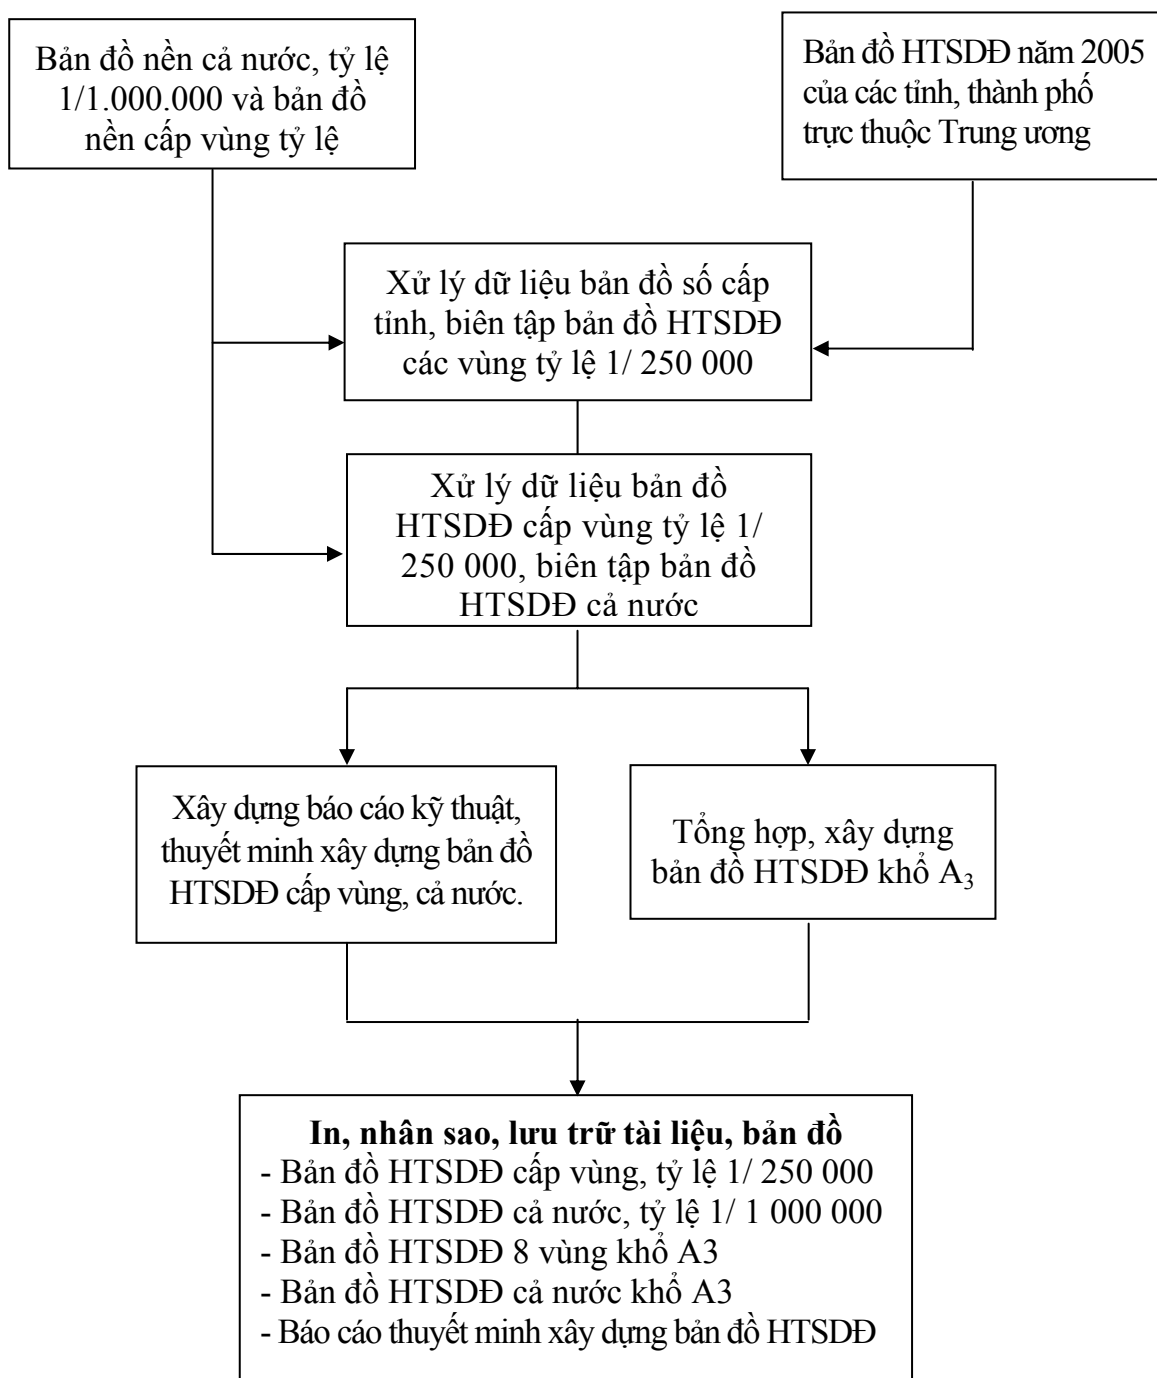 Bản đồ nền cả nước, tỷ lệ
1/1.000.000 và bản đồ
nền cấp vùng tỷ lệ
Bản đồ HTSDĐ năm 2005
của các tỉnh, thành phố
trực thuộc Trung ương
Xử lý dữ liệu bản đồ số cấp
tỉnh, biên tập bản đồ HTSDĐ
các vùng tỷ lệ 1/ 250 000
Xử lý dữ liệu bản đồ
HTSDĐ cấp vùng tỷ lệ 1/
250 000, biên tập bản đồ
HTSDĐ cả nước
Xây dựng báo cáo kỹ thuật,
thuyết minh xây dựng bản đồ
HTSDĐ cấp vùng, cả nước.
Tổng hợp, xây dựng
bản đồ HTSDĐ khổ A₃
In, nhân sao, lưu trữ tài liệu, bản đồ
- Bản đồ HTSDĐ cấp vùng, tỷ lệ 1/ 250 000
- Bản đồ HTSDĐ cả nước, tỷ lệ 1/ 1 000 000
- Bản đồ HTSDĐ 8 vùng khổ A3
- Bản đồ HTSDĐ cả nước khổ A3
- Báo cáo thuyết minh xây dựng bản đồ HTSDĐ